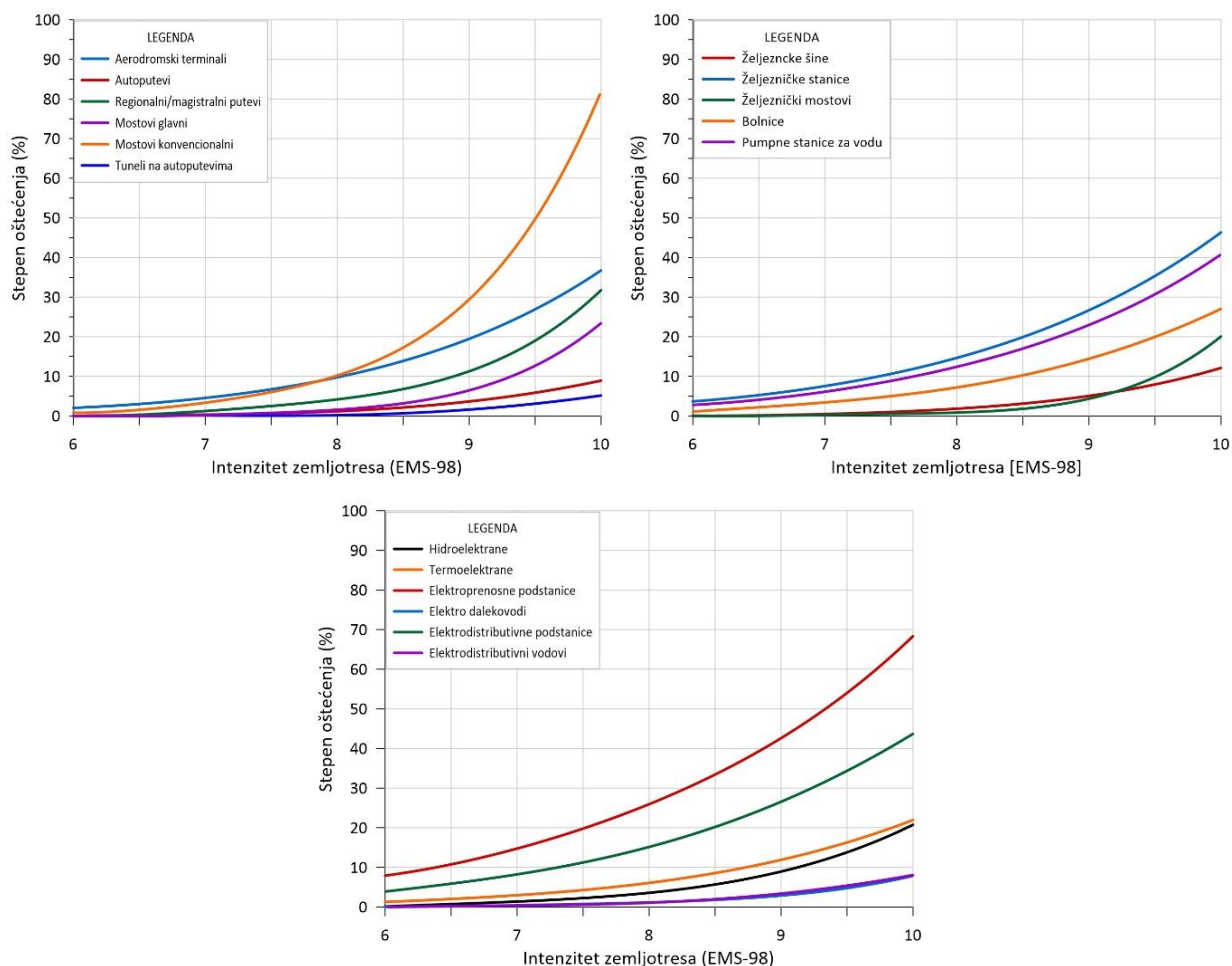 100
90
80
70
60
50
40
30
20
10
0
Stepen oštećenja (%)
LEGENDA
Aerodromski terminali
Autoputevi
Regionalni/magistralni putevi
Mostovi glavni
Mostovi konvencionalni
Tuneli na autoputevima
6 7 8 9 10
Intenzitet zemljotresa (EMS-98)
100
90
80
70
60
50
40
30
20
10
0
Stepen oštećenja (%)
LEGENDA
Željezncke šine
Željezničke stanice
Željeznički mostovi
Bolnice
Pumpne stanice za vodu
6 7 8 9 10
Intenzitet zemljotresa [EMS-98]
100
90
80
70
60
50
40
30
20
10
0
Stepen oštećenja (%)
LEGENDA
Hidroelektrane
Termoelektrane
Elektroprenosne podstanice
Elektro dalekovodi
Elektrodistributivne podstanice
Elektrodistributivni vodovi
6 7 8 9 10
Intenzitet zemljotresa (EMS-98)